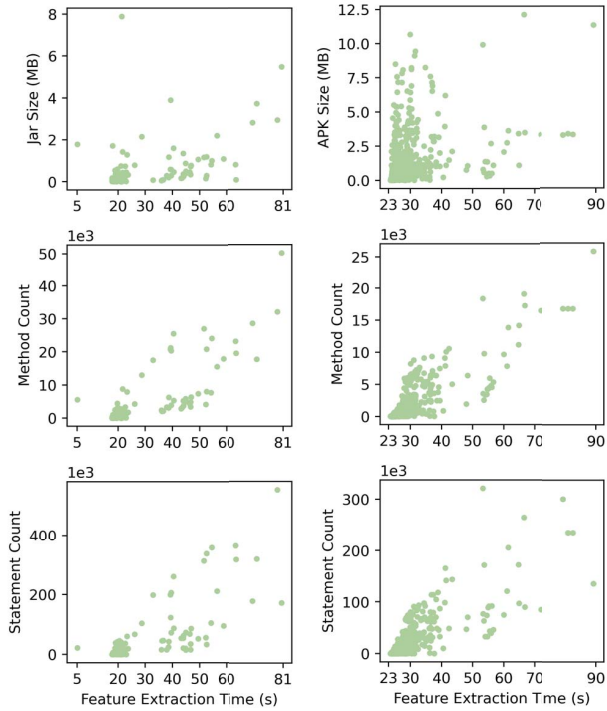 8
6
4
2
0
Jar Size (MB)
5 20 30 40 50 60 81
12.5
10.0
7.5
5.0
2.5
0.0
APK Size (MB)
23 30 40 50 60 70 90
1e3
50
40
30
20
10
0
Method Count
5 20 30 40 50 60 81
1e3
25
20
15
10
5
0
Method Count
23 30 40 50 60 70 90
1e3
400
200
0
Statement Count
5 20 30 40 50 60 81
Feature Extraction Time (s)
1e3
300
200
100
0
Statement Count
23 30 40 50 60 70 90
Feature Extraction Time (s)